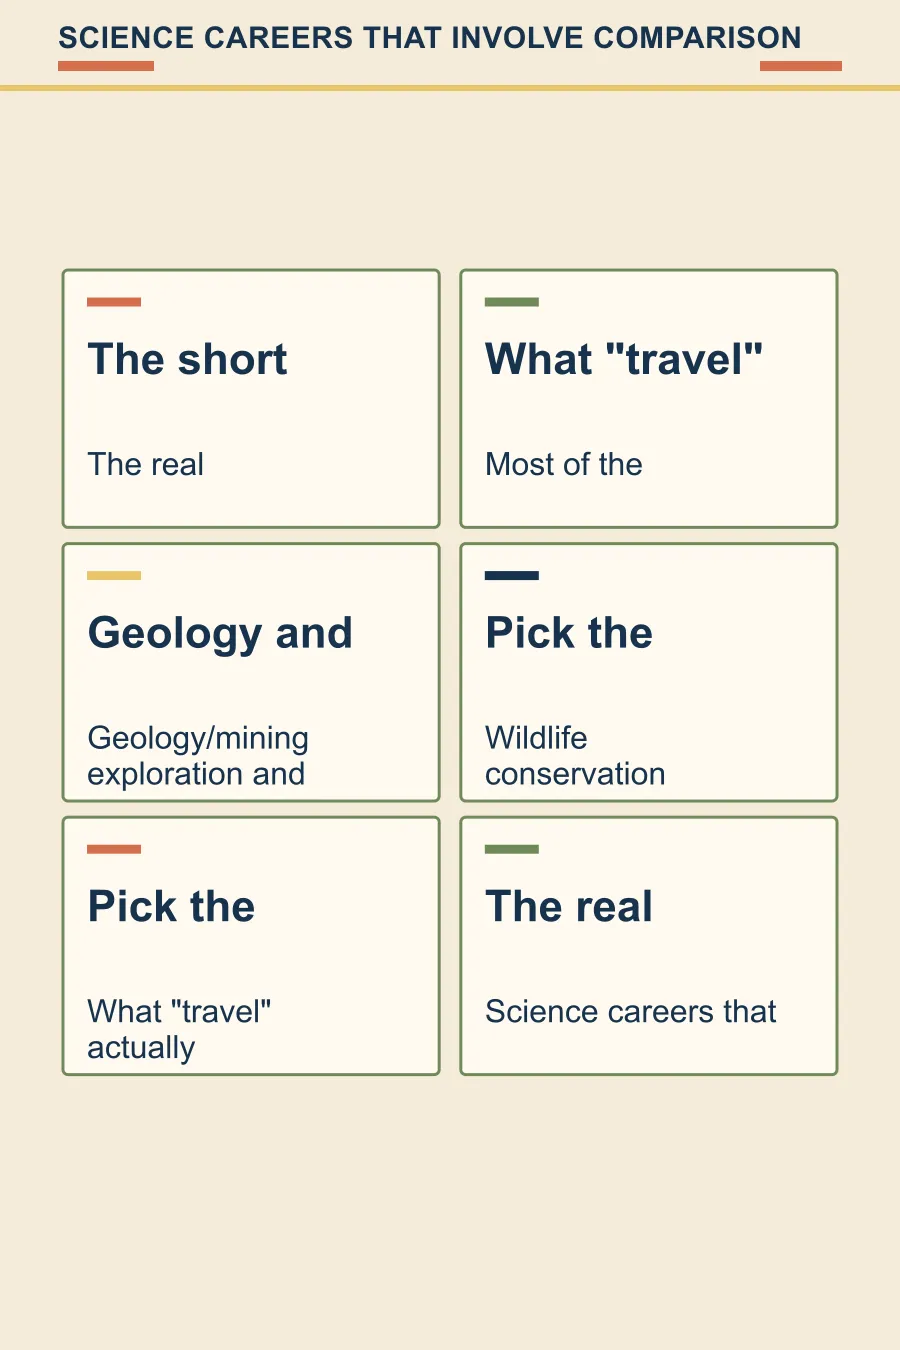 SCIENCE CAREERS THAT INVOLVE COMPARISON
The short
The real
What "travel"
Most of the
Geology and
Geology/mining
exploration and
Pick the
Wildlife
conservation
Pick the
What "travel"
actually
The real
Science careers that